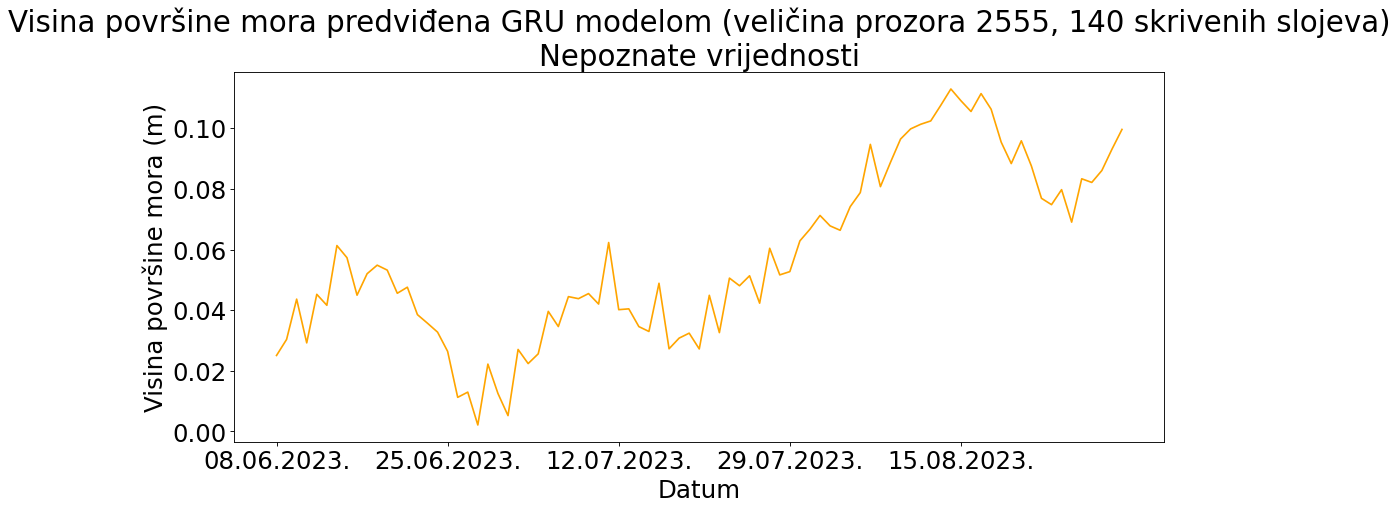 Visina površine mora predviđena GRU modelom (veličina prozora 2555, 140 skrivenih slojeva)
Nepoznate vrijednosti
Visina površine mora (m)
0.10
0.08
0.06
0.04
0.02
0.00
08.06.2023. 25.06.2023. 12.07.2023. 29.07.2023. 15.08.2023.
Datum